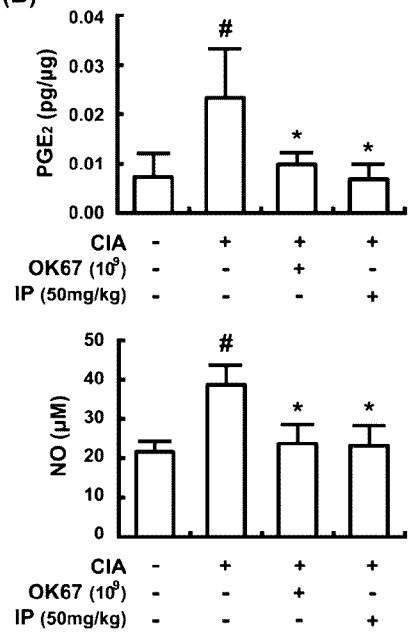 (B)
PGE₂ (pg/μg)
0.04
0.03
0.02
0.01
0.00
#
*
*
CIA - + + +
OK67 (10⁹) - - + -
IP (50mg/kg) - - - +
NO (μM)
50
40
30
20
10
0
#
*
*
CIA - + + +
OK67 (10⁹) - - + -
IP (50mg/kg) - - - +